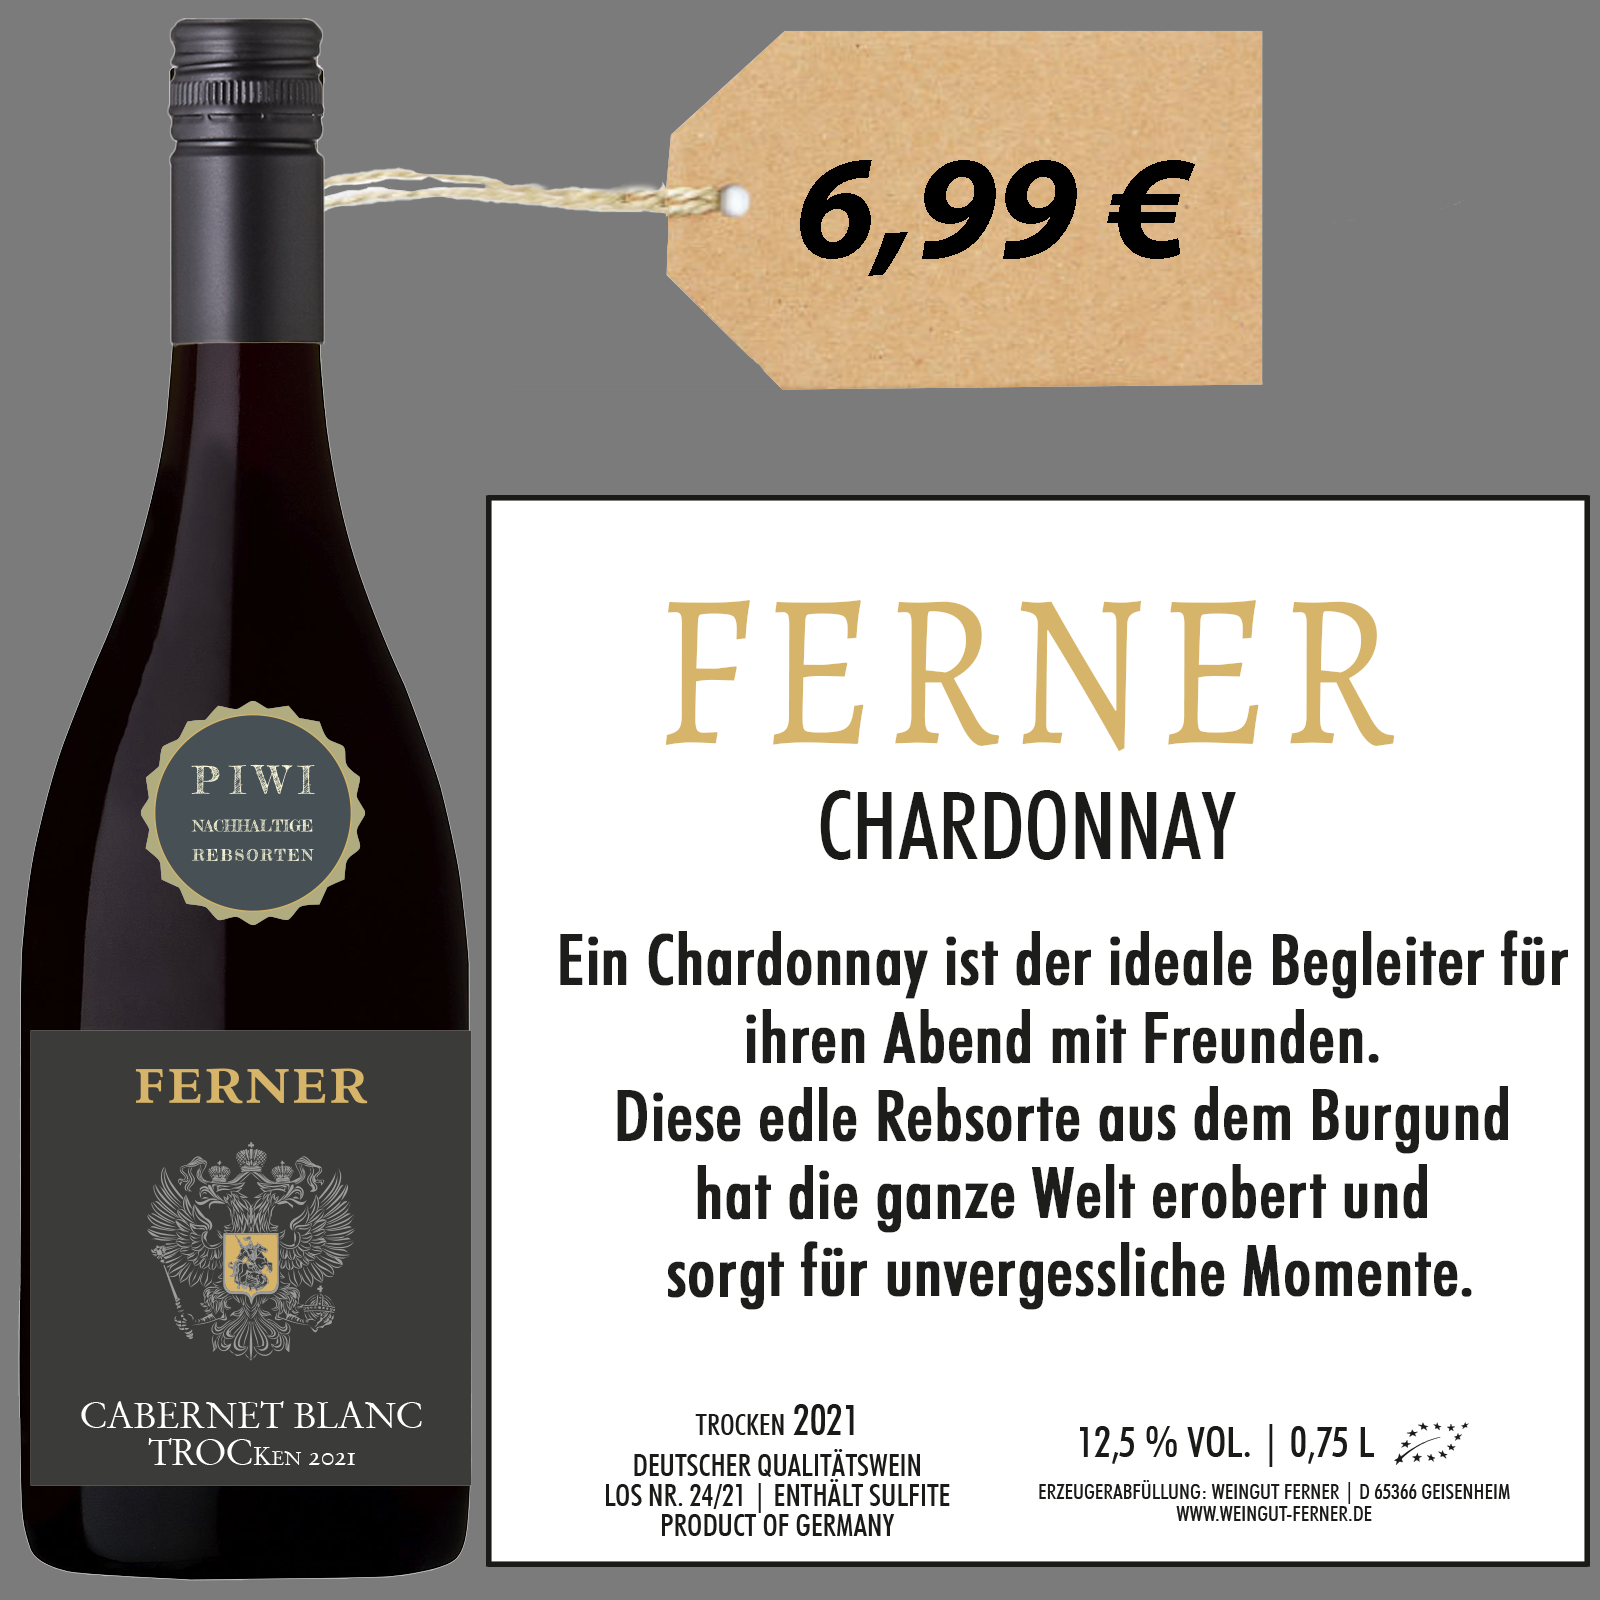 6,99 €
PIWI
NACHHALTIGE
REBSORTEN
FERNER
CABERNET BLANC
TROCKEN 2021
FERNER
CHARDONNAY
Ein Chardonnay ist der ideale Begleiter für
ihren Abend mit Freunden.
Diese edle Rebsorte aus dem Burgund
hat die ganze Welt erobert und
sorgt für unvergessliche Momente.
TROCKEN 2021
DEUTSCHER QUALITÄTSWEIN
LOS NR. 24/21 | ENTHÄLT SULFITE
PRODUCT OF GERMANY
12,5 % VOL. | 0,75 L
ERZEUGERABFÜLLUNG: WEINGUT FERNER | D 65366 GEISENHEIM
WWW.WEINGUT-FERNER.DE